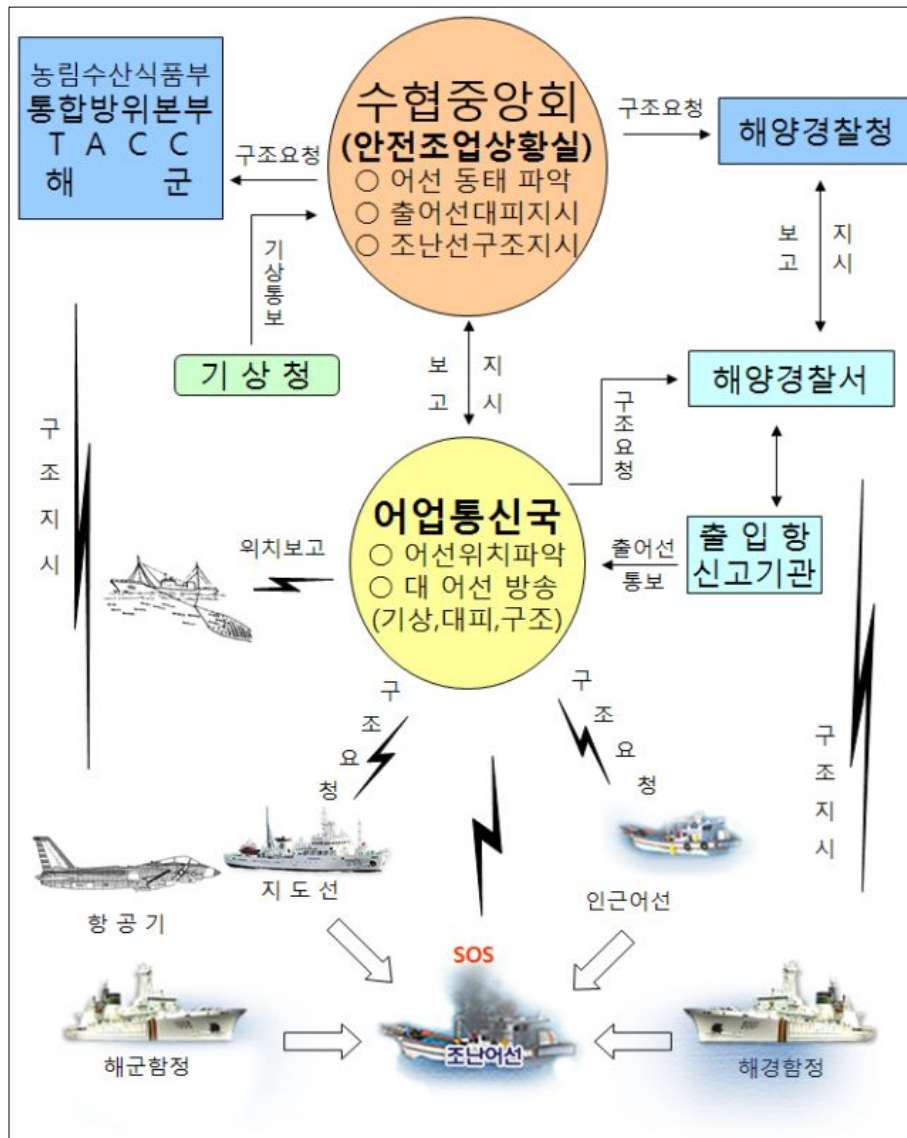 농림수산식품부
통합방위본부
T A C C
해 군
수협중앙회
(안전조업상황실)
○ 어선 동태 파악
○ 출어선대피지시
○ 조난선구조지시
구조요청
해양경찰청
구조요청
기상통보
기 상 청
보고
지시
보고
지시
해양경찰서
구조요청
구조지시
어업통신국
○ 어선위치파악
○ 대 어선 방송
(기상,대피,구조)
위치보고
출어선
통보
출 입 항
신고기관
구조요청
구조요청
구조지시
지 도 선
인근어선
항 공 기
SOS
조난어선
해군함정
해경함정